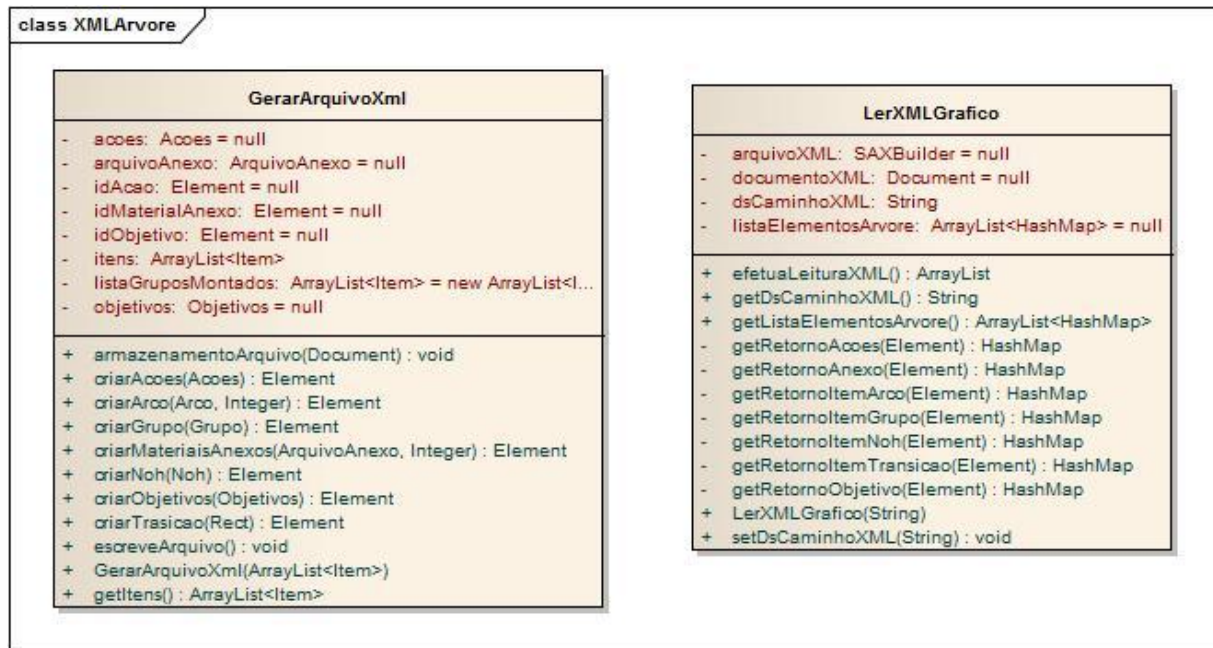 class XMLArvore
GerarArquivoXml
- acoes: Acoes = null
- arquivoAnexo: ArquivoAnexo = null
- idAcao: Element = null
- idMaterialAnexo: Element = null
- idObjetivo: Element = null
- itens: ArrayList<Item>
- listaGruposMontados: ArrayList<Item> = new ArrayList<I...
- objetivos: Objetivos = null
+ armazenamentoArquivo(Document) : void
+ criarAcoes(Acoes) : Element
+ criarArco(Arco, Integer) : Element
+ criarGrupo(Grupo) : Element
+ criarMateriaisAnexos(ArquivoAnexo, Integer) : Element
+ criarNoh(Noh) : Element
+ criarObjetivos(Objetivos) : Element
+ criarTrasicao(Rect) : Element
+ escreveArquivo() : void
+ GerarArquivoXml(ArrayList<Item>)
+ getItens() : ArrayList<Item>
LerXMLGrafico
- arquivoXML: SAXBuilder = null
- documentoXML: Document = null
- dsCaminhoXML: String
- listaElementosArvore: ArrayList<HashMap> = null
+ efetuaLeituraXML() : ArrayList
+ getDsCaminhoXML() : String
+ getListaElementosArvore() : ArrayList<HashMap>
- getRetornoAcoes(Element) : HashMap
- getRetornoAnexo(Element) : HashMap
- getRetornoItemArco(Element) : HashMap
- getRetornoItemGrupo(Element) : HashMap
- getRetornoItemNoh(Element) : HashMap
- getRetornoItemTransicao(Element) : HashMap
- getRetornoObjetivo(Element) : HashMap
+ LerXMLGrafico(String)
+ setDsCaminhoXML(String) : void